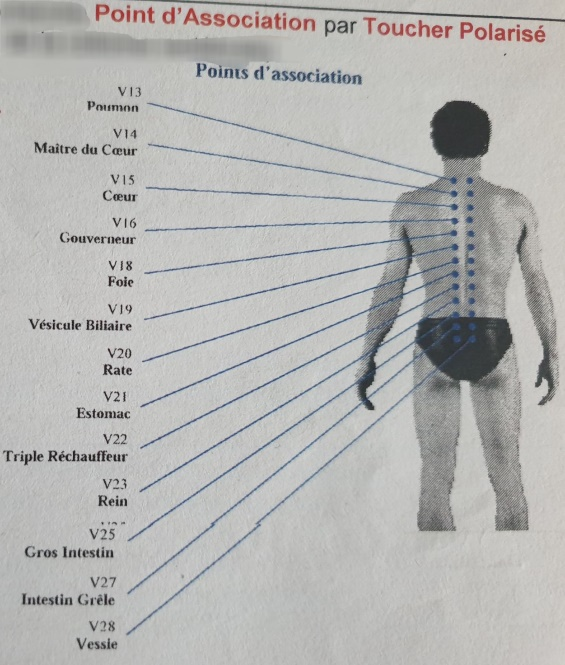 Point d'Association par Toucher Polarisé
Points d'association
V13
Poumon
V14
Maître du Cœur
V15
Cœur
V16
Gouverneur
V18
Foie
V19
Vésicule Biliaire
V20
Rate
V21
Estomac
V22
Triple Réchauffeur
V23
Rein
V25
Gros Intestin
V27
Intestin Grêle
V28
Vessie